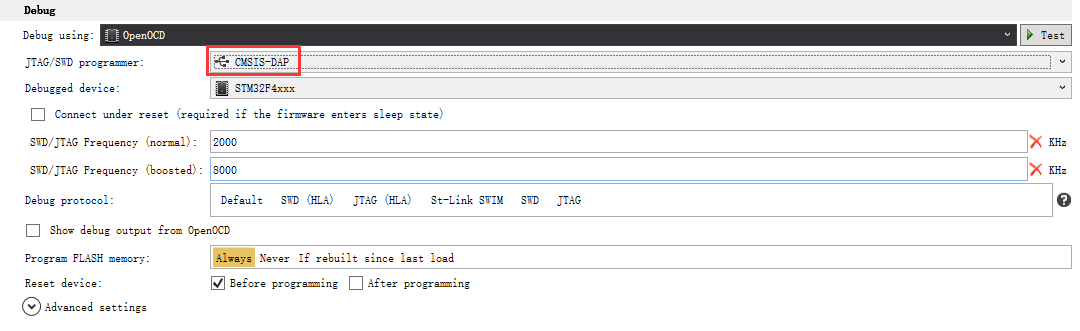 Debug
Debug using: OpenOCD Test
JTAG/SWD programmer: CMSIS-DAP
Debugged device: STM32F4xxx
Connect under reset (required if the firmware enters sleep state)
SWD/JTAG Frequency (normal): 2000 KHz
SWD/JTAG Frequency (boosted): 8000 KHz
Debug protocol: Default SWD (HLA) JTAG (HLA) St-Link SWIM SWD JTAG ?
Show debug output from OpenOCD
Program FLASH memory: Always Never If rebuilt since last load
Reset device: Before programming After programming
Advanced settings